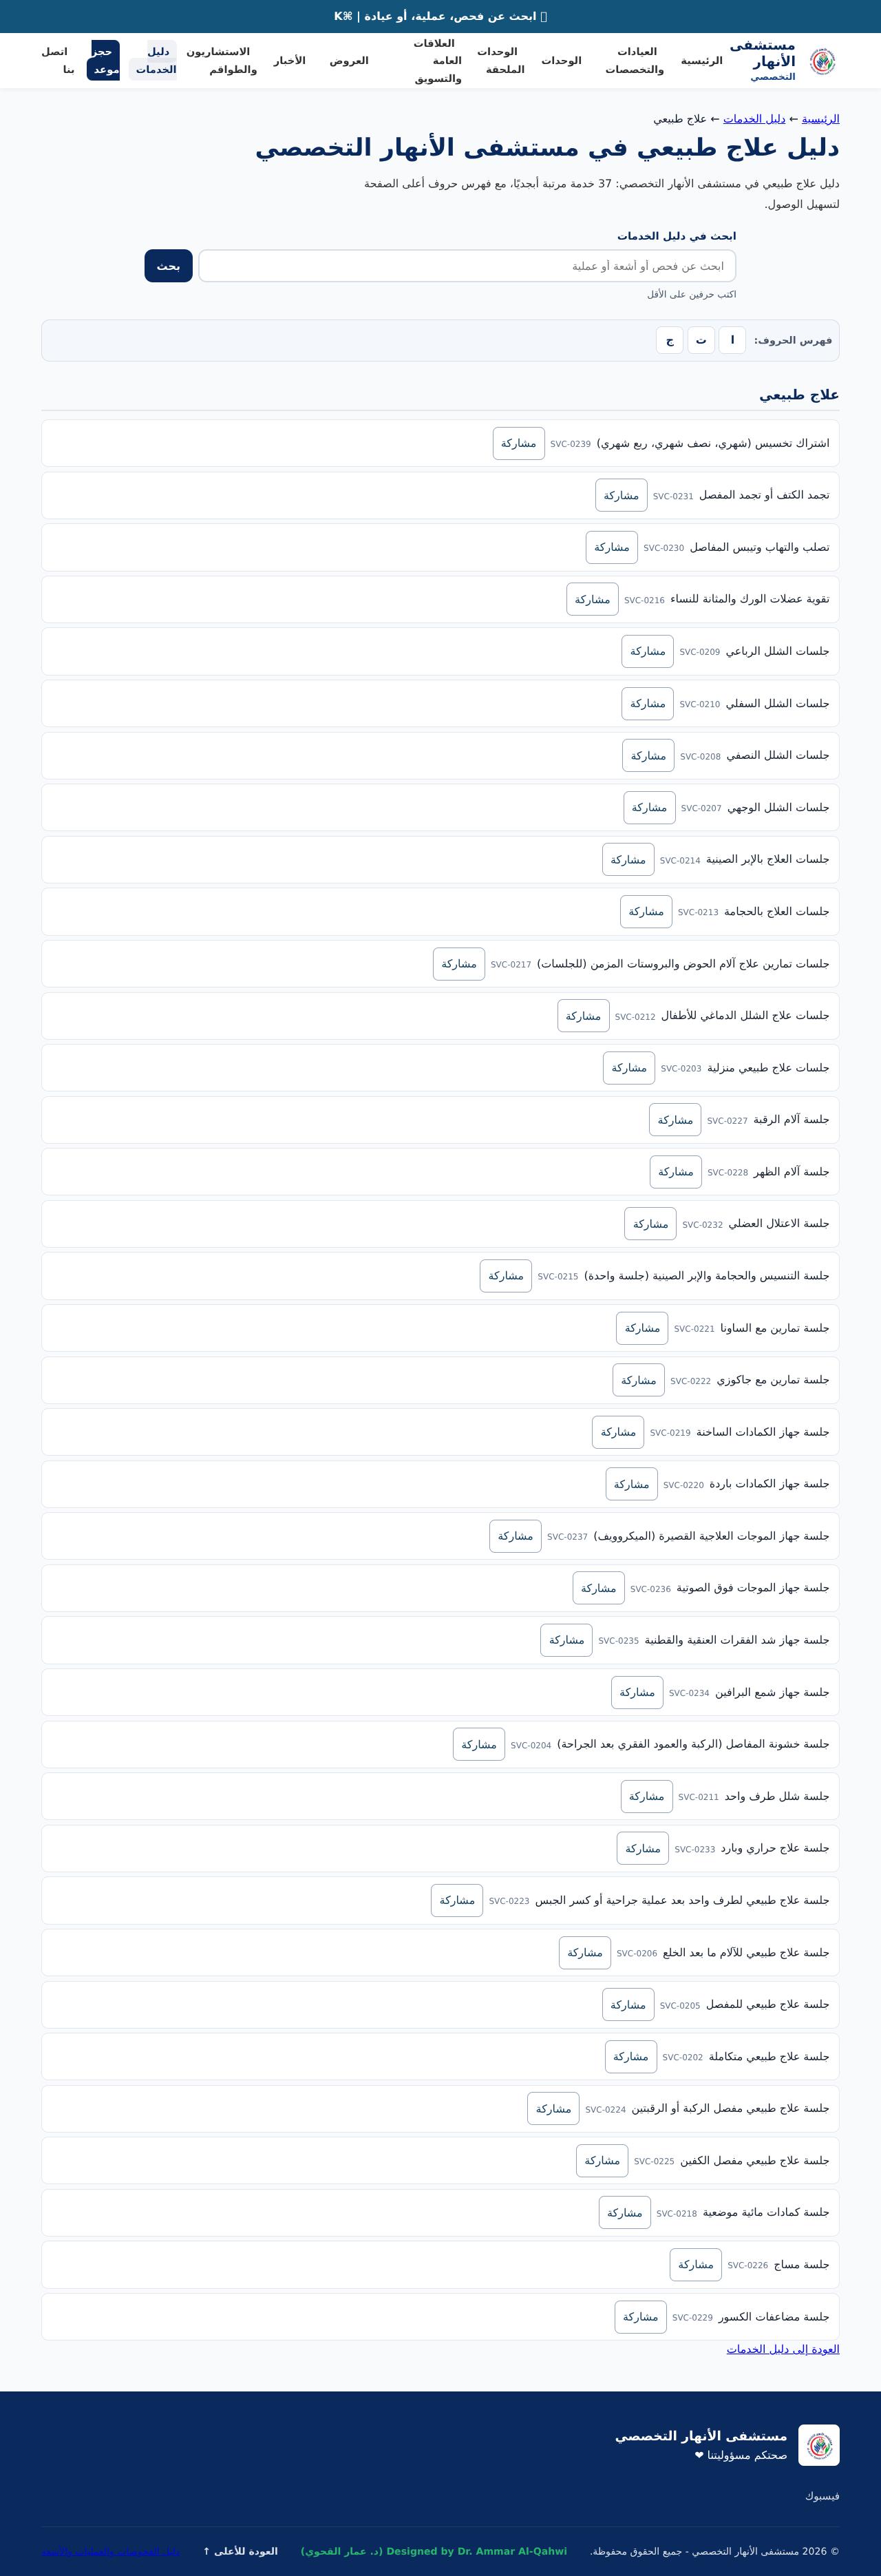 ابحث عن فحص، عملية، أو عيادة | ⌘K
مستشفى الأنهار
التخصصي
الرئيسية
العيادات والتخصصات
الوحدات
الوحدات الملحقة
العلاقات العامة والتسويق
العروض
الأخبار
الاستشاريون والطواقم
دليل الخدمات
حجز موعد
اتصل بنا
الرئيسية ← دليل الخدمات ← علاج طبيعي
دليل علاج طبيعي في مستشفى الأنهار التخصصي
دليل علاج طبيعي في مستشفى الأنهار التخصصي: 37 خدمة مرتبة أبجديًا، مع فهرس حروف أعلى الصفحة
لتسهيل الوصول.
ابحث في دليل الخدمات
ابحث عن فحص أو أشعة أو عملية
بحث
اكتب حرفين على الأقل
فهرس الحروف: ا ت ج
علاج طبيعي
اشتراك تخسيس (شهري، نصف شهري، ربع شهري) SVC-0239 مشاركة
تجمد الكتف أو تجمد المفصل SVC-0231 مشاركة
تصلب والتهاب وتيبس المفاصل SVC-0230 مشاركة
تقوية عضلات الورك والمثانة للنساء SVC-0216 مشاركة
جلسات الشلل الرباعي SVC-0209 مشاركة
جلسات الشلل السفلي SVC-0210 مشاركة
جلسات الشلل النصفي SVC-0208 مشاركة
جلسات الشلل الوجهي SVC-0207 مشاركة
جلسات العلاج بالإبر الصينية SVC-0214 مشاركة
جلسات العلاج بالحجامة SVC-0213 مشاركة
جلسات تمارين علاج آلام الحوض والبروستات المزمن (للجلسات) SVC-0217 مشاركة
جلسات علاج الشلل الدماغي للأطفال SVC-0212 مشاركة
جلسات علاج طبيعي منزلية SVC-0203 مشاركة
جلسة آلام الرقبة SVC-0227 مشاركة
جلسة آلام الظهر SVC-0228 مشاركة
جلسة الاعتلال العضلي SVC-0232 مشاركة
جلسة التنسيس والحجامة والإبر الصينية (جلسة واحدة) SVC-0215 مشاركة
جلسة تمارين مع الساونا SVC-0221 مشاركة
جلسة تمارين مع جاكوزي SVC-0222 مشاركة
جلسة جهاز الكمادات الساخنة SVC-0219 مشاركة
جلسة جهاز الكمادات باردة SVC-0220 مشاركة
جلسة جهاز الموجات العلاجية القصيرة (الميكروويف) SVC-0237 مشاركة
جلسة جهاز الموجات فوق الصوتية SVC-0236 مشاركة
جلسة جهاز شد الفقرات العنقية والقطنية SVC-0235 مشاركة
جلسة جهاز شمع البرافين SVC-0234 مشاركة
جلسة خشونة المفاصل (الركبة والعمود الفقري بعد الجراحة) SVC-0204 مشاركة
جلسة شلل طرف واحد SVC-0211 مشاركة
جلسة علاج حراري وبارد SVC-0233 مشاركة
جلسة علاج طبيعي لطرف واحد بعد عملية جراحية أو كسر الجبس SVC-0223 مشاركة
جلسة علاج طبيعي للآلام ما بعد الخلع SVC-0206 مشاركة
جلسة علاج طبيعي للمفصل SVC-0205 مشاركة
جلسة علاج طبيعي متكاملة SVC-0202 مشاركة
جلسة علاج طبيعي مفصل الركبة أو الرقبتين SVC-0224 مشاركة
جلسة علاج طبيعي مفصل الكفين SVC-0225 مشاركة
جلسة كمادات مائية موضعية SVC-0218 مشاركة
جلسة مساج SVC-0226 مشاركة
جلسة مضاعفات الكسور SVC-0229 مشاركة
العودة إلى دليل الخدمات
مستشفى الأنهار التخصصي
صحتكم مسؤوليتنا ❤
فيسبوك
© 2026 مستشفى الأنهار التخصصي - جميع الحقوق محفوظة.
Designed by Dr. Ammar Al-Qahwi (د. عمار القحوي)
العودة للأعلى ↑